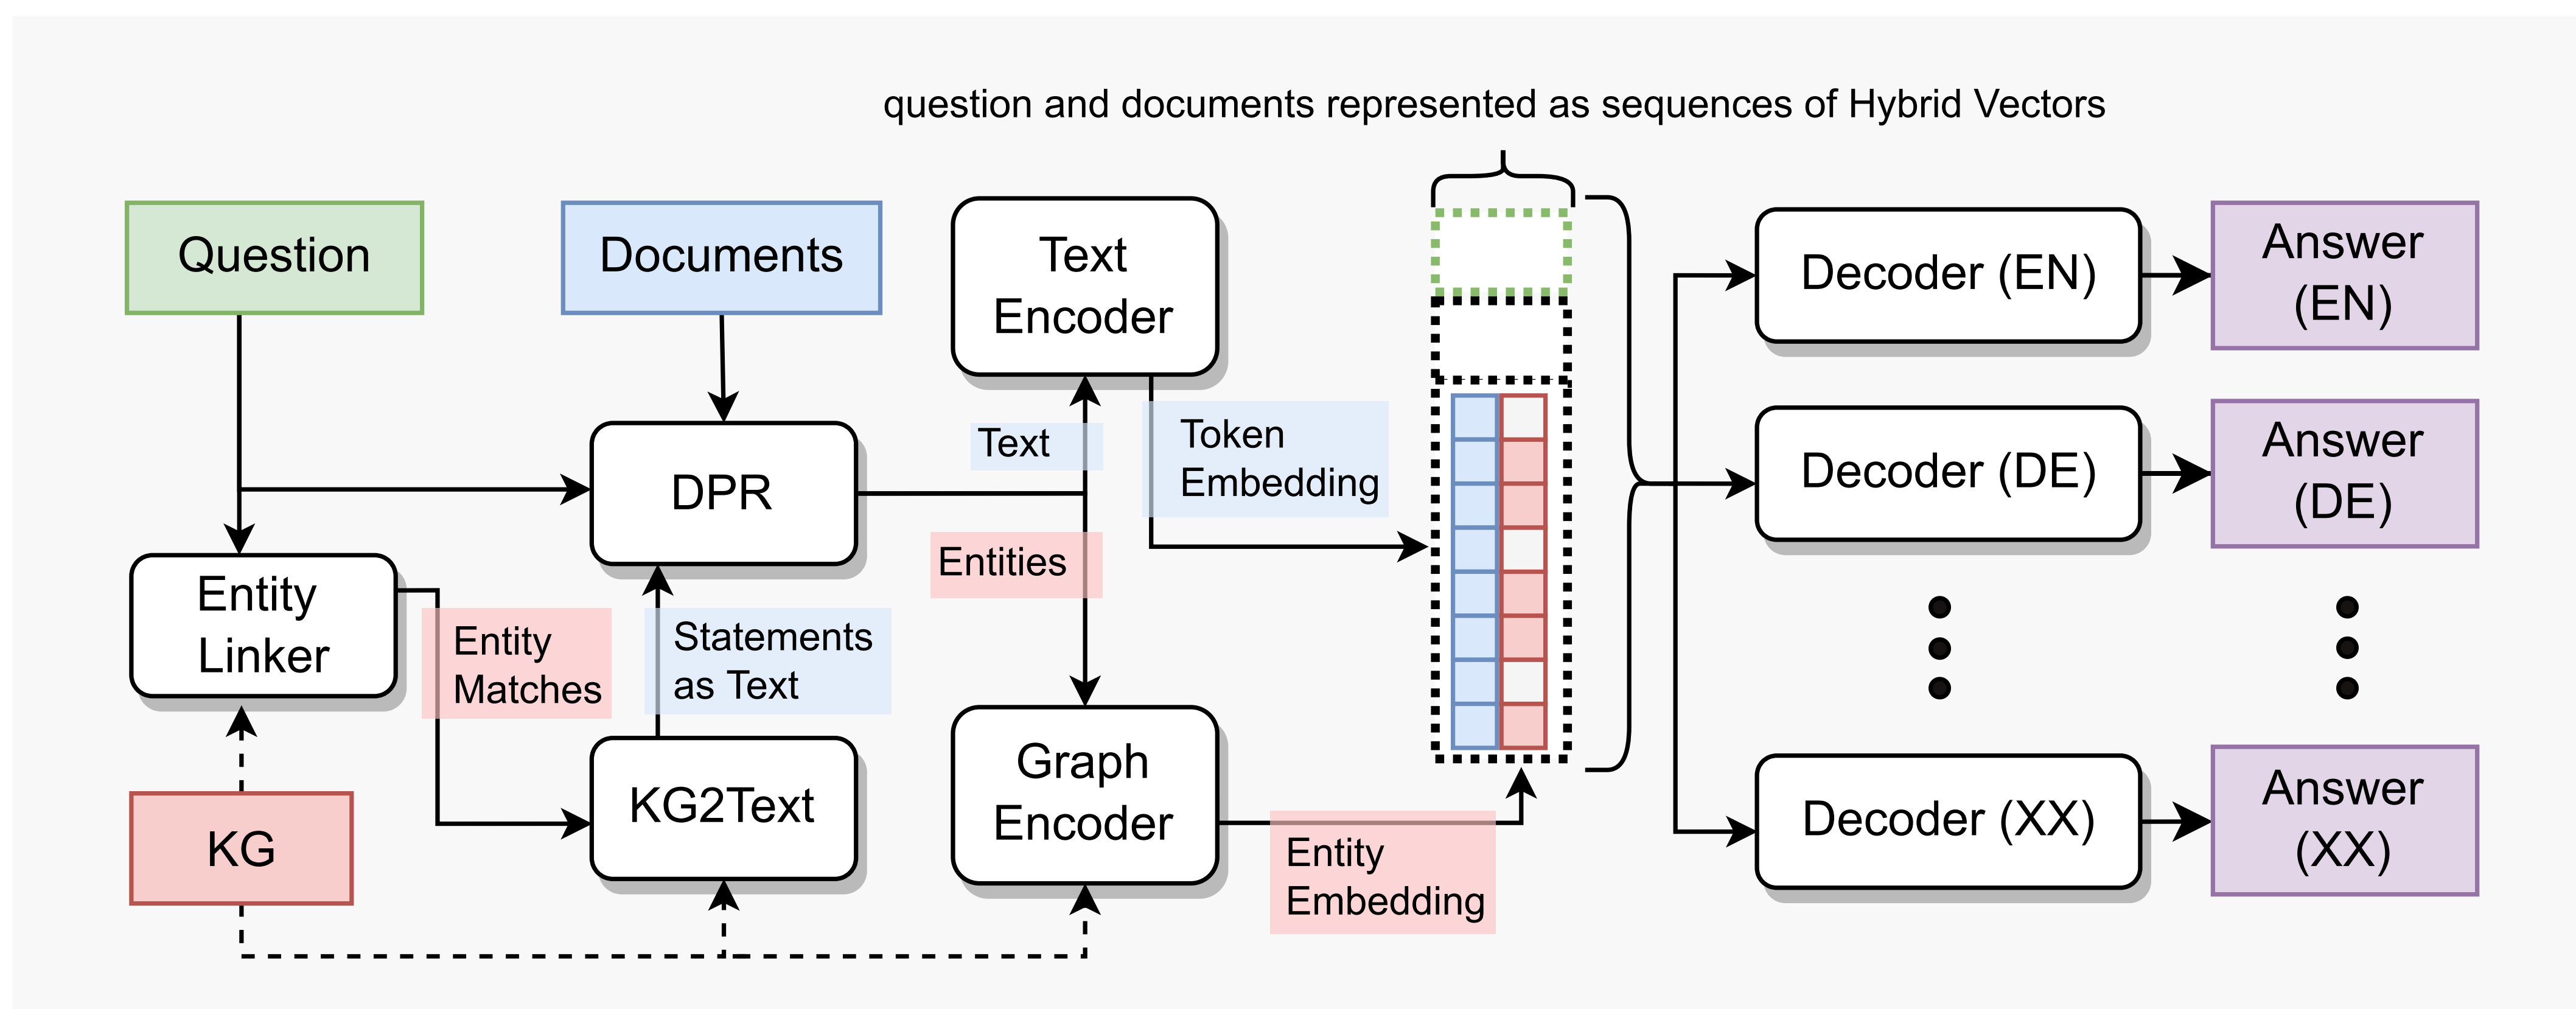 question and documents represented as sequences of Hybrid Vectors
Question
Documents
Text
Encoder
Decoder (EN)
Answer
(EN)
Text
Token
Embedding
DPR
Decoder (DE)
Answer
(DE)
Entities
Entity
Linker
Entity
Matches
Statements
as Text
KG
KG2Text
Graph
Encoder
Entity
Embedding
Decoder (XX)
Answer
(XX)